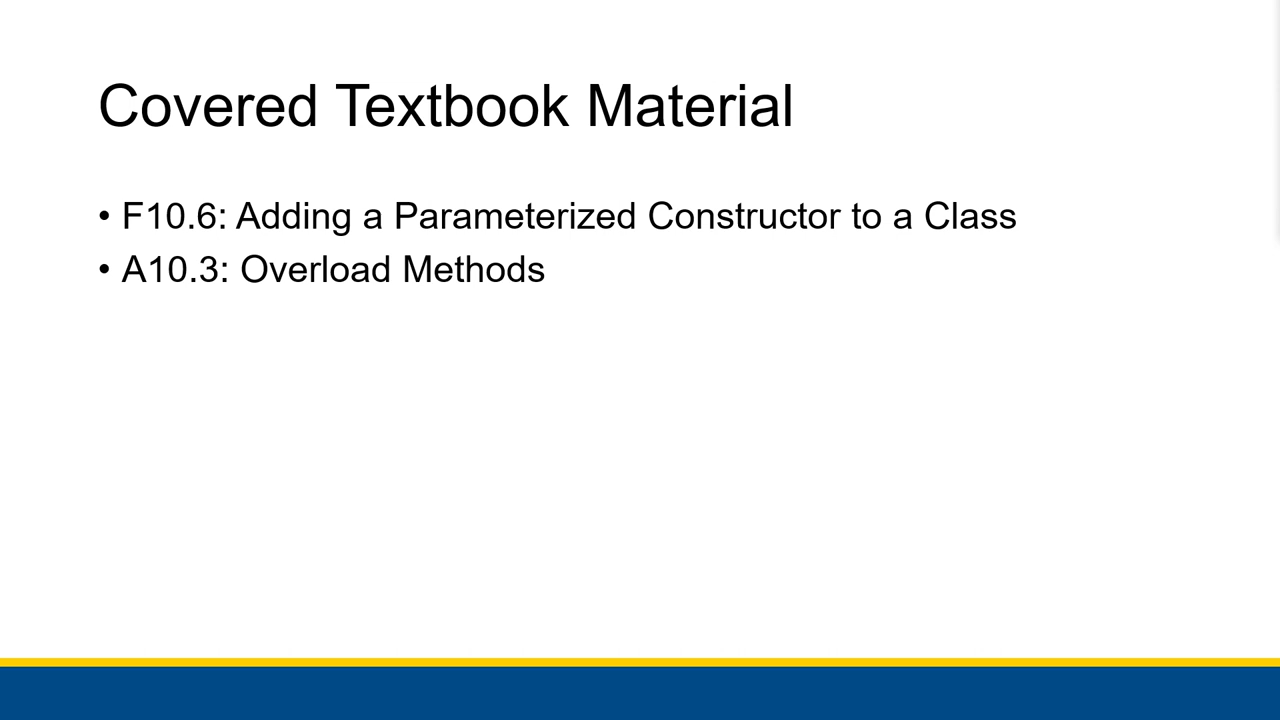 Covered Textbook Material
• F10.6: Adding a Parameterized Constructor to a Class
• A10.3: Overload Methods